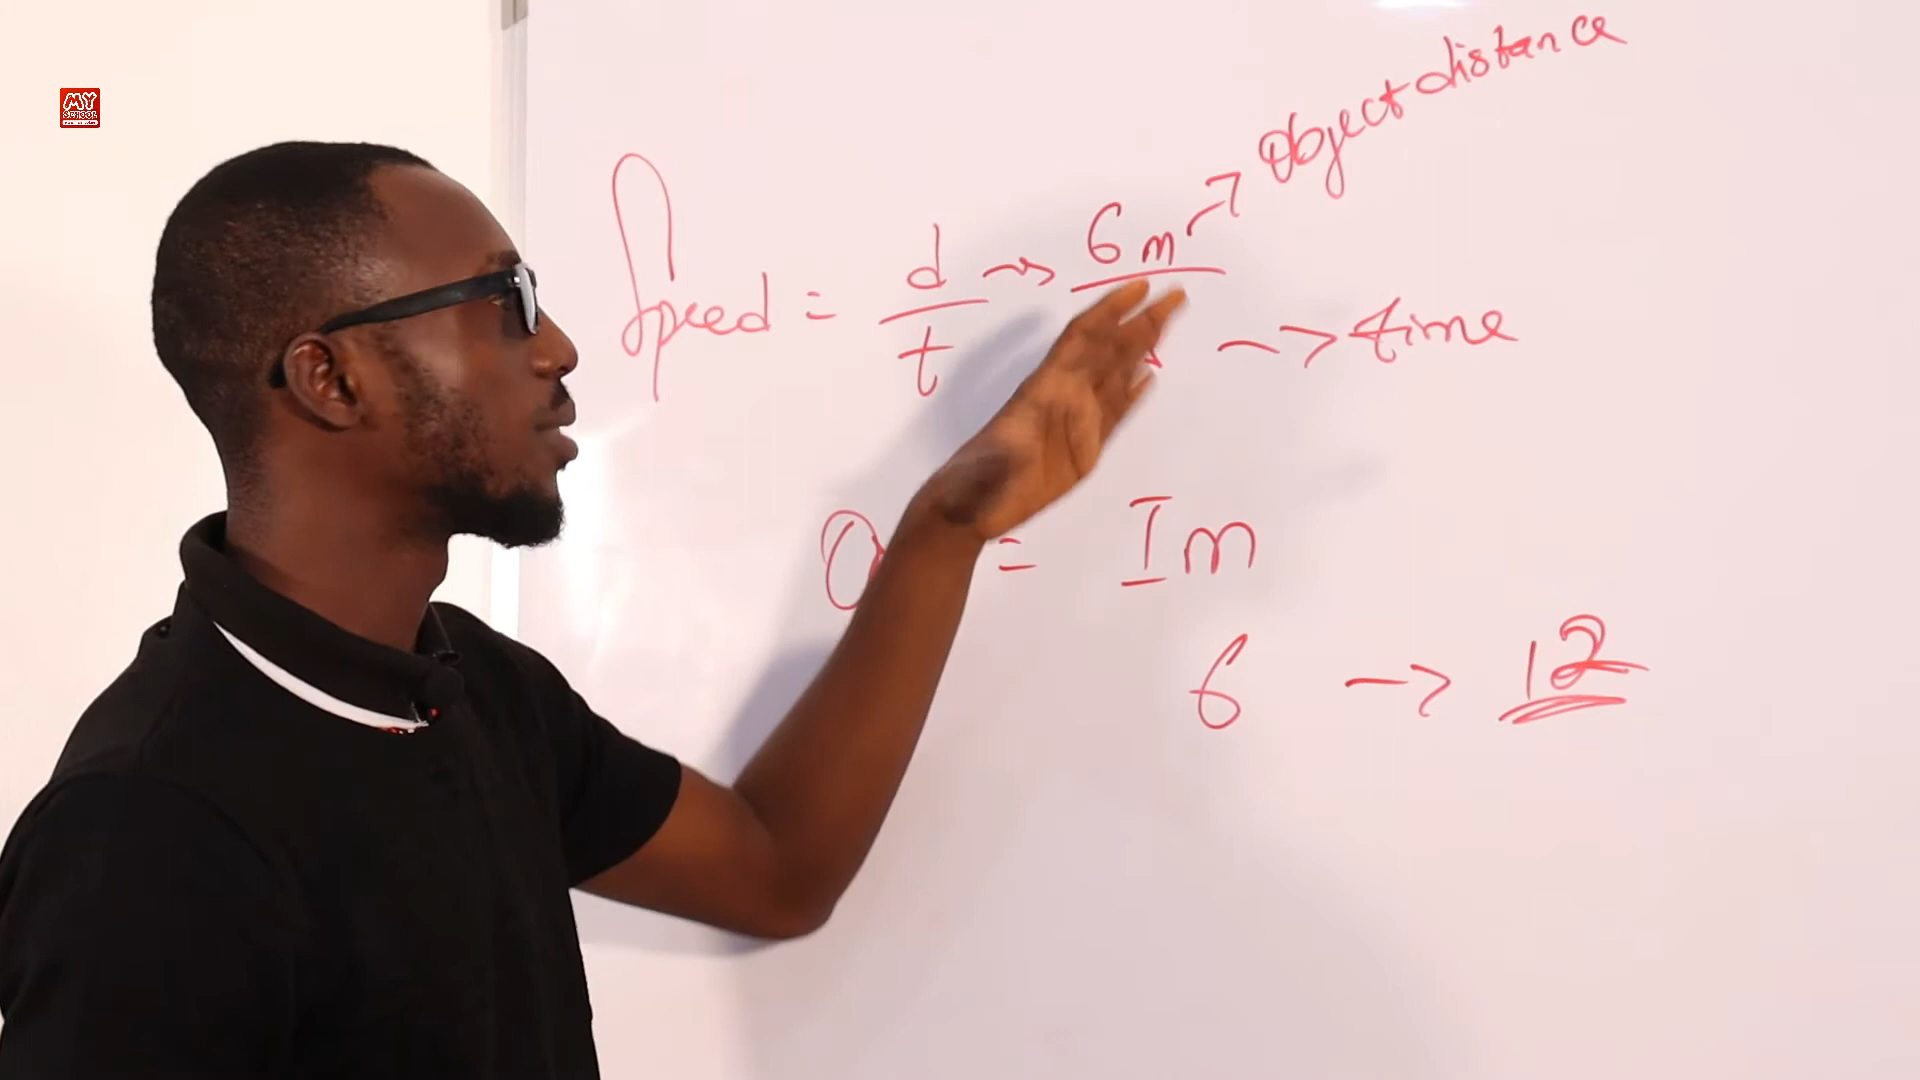 MY SCHOOL
Object distance
Speed = d/t → 6m →
→ time
= Im
6 → 12